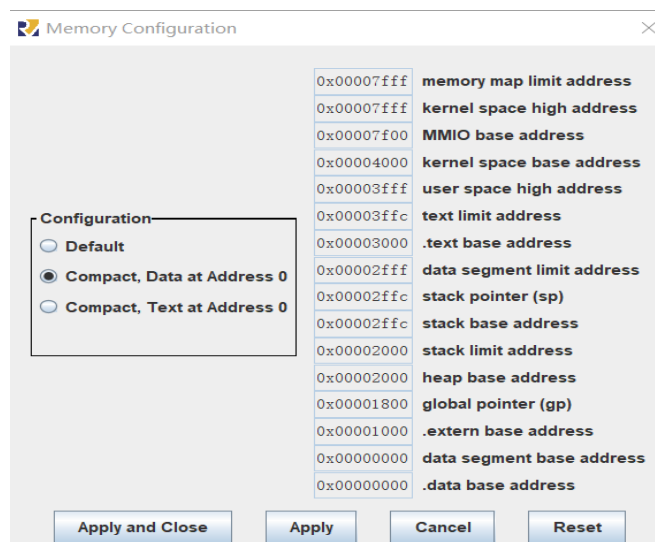 Memory Configuration
0x00007fff memory map limit address
0x00007fff kernel space high address
0x00007f00 MMIO base address
0x00004000 kernel space base address
0x00003fff user space high address
Configuration
0x00003ffc text limit address
Default
0x00003000 .text base address
Compact, Data at Address 0
0x00002fff data segment limit address
0x00002ffc stack pointer (sp)
Compact, Text at Address 0
0x00002ffc stack base address
0x00002000 stack limit address
0x00002000 heap base address
0x00001800 global pointer (gp)
0x00001000 .extern base address
0x00000000 data segment base address
0x00000000 .data base address
Apply and Close Apply Cancel Reset